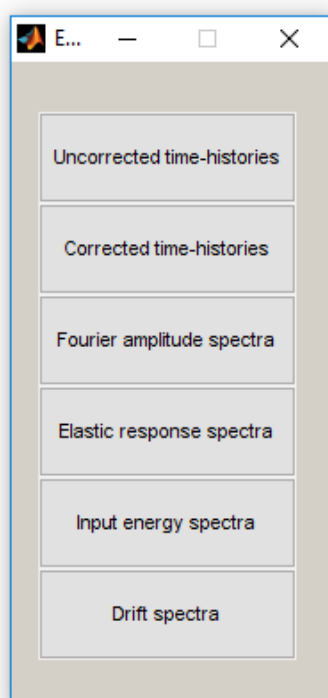 E...
Uncorrected time-histories
Corrected time-histories
Fourier amplitude spectra
Elastic response spectra
Input energy spectra
Drift spectra